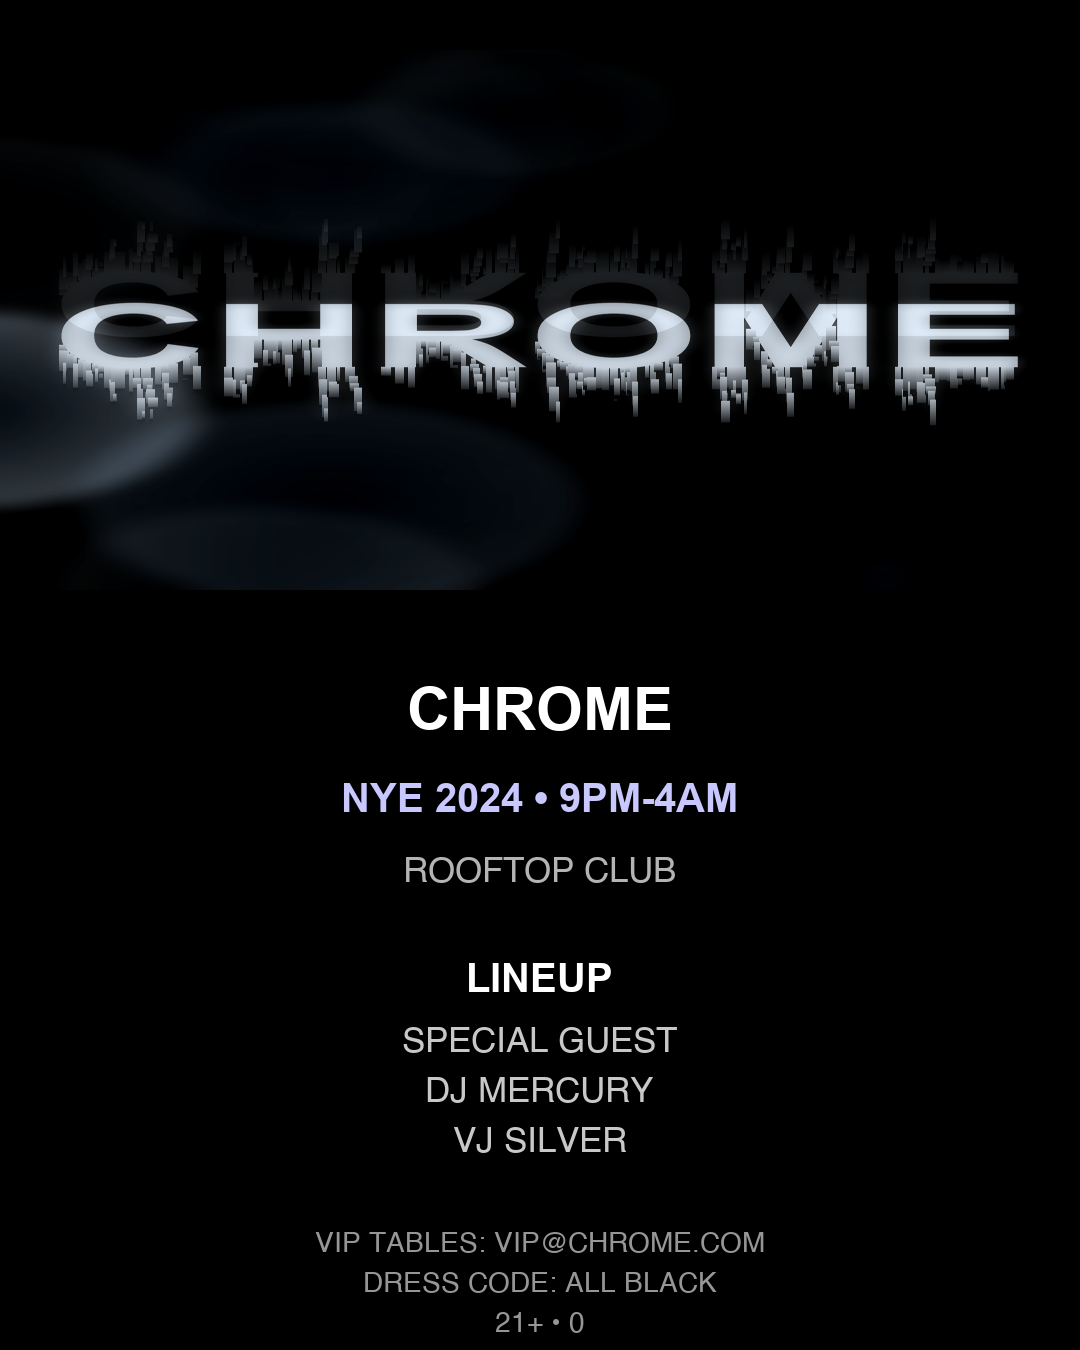 CHROME
CHROME
NYE 2024 • 9PM-4AM
ROOFTOP CLUB
LINEUP
SPECIAL GUEST
DJ MERCURY
VJ SILVER
VIP TABLES: VIP@CHROME.COM
DRESS CODE: ALL BLACK
21+ • 0